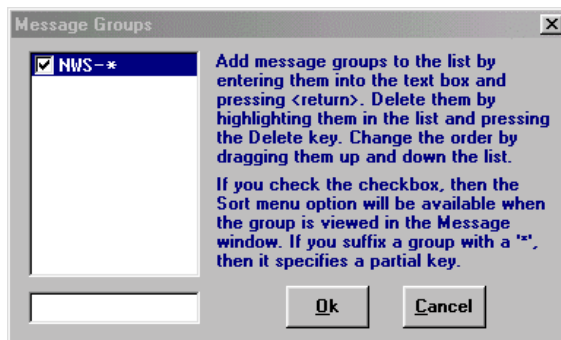 Message Groups
NWS-*
Add message groups to the list by
entering them into the text box and
pressing <return>. Delete them by
highlighting them in the list and pressing
the Delete key. Change the order by
dragging them up and down the list.
If you check the checkbox, then the
Sort menu option will be available when
the group is viewed in the Message
window. If you suffix a group with a '*',
then it specifies a partial key.
Ok
Cancel